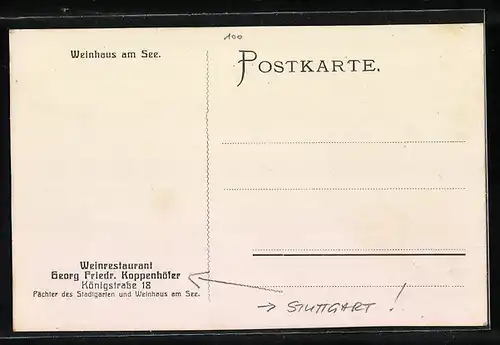 100
Weinhaus am See.
POSTKARTE.
Weinrestaurant
Georg Friedr. Koppenhöfer
Königstraße 18
Pächter des Stadtgarten und Weinhaus am See.
→ STUTTGART !